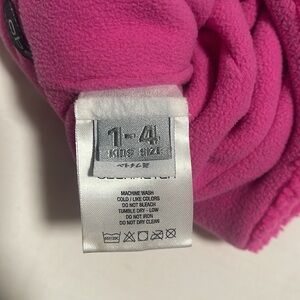 1-4
KIDS SIZE
MACHINE WASH
COLD / LIKE COLORS
DO NOT BLEACH
TUMBLE DRY - LOW
DO NOT IRON
DO NOT DRY CLEAN